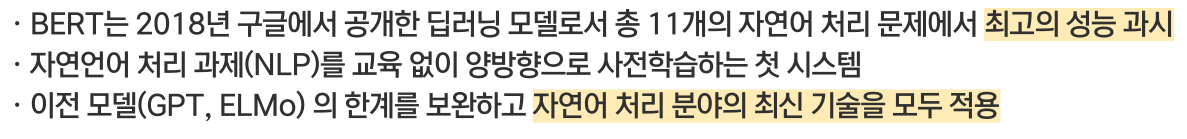 · BERT는 2018년 구글에서 공개한 딥러닝 모델로서 총 11개의 자연어 처리 문제에서 최고의 성능 과시
· 자연언어 처리 과제(NLP)를 교육 없이 양방향으로 사전학습하는 첫 시스템
· 이전 모델(GPT, ELMo) 의 한계를 보완하고 자연어 처리 분야의 최신 기술을 모두 적용